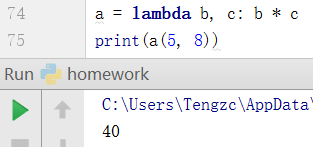 74 a = lambda b, c: b * c
75 print(a(5, 8))
Run homework
C:\Users\Tengzc\AppData\
40